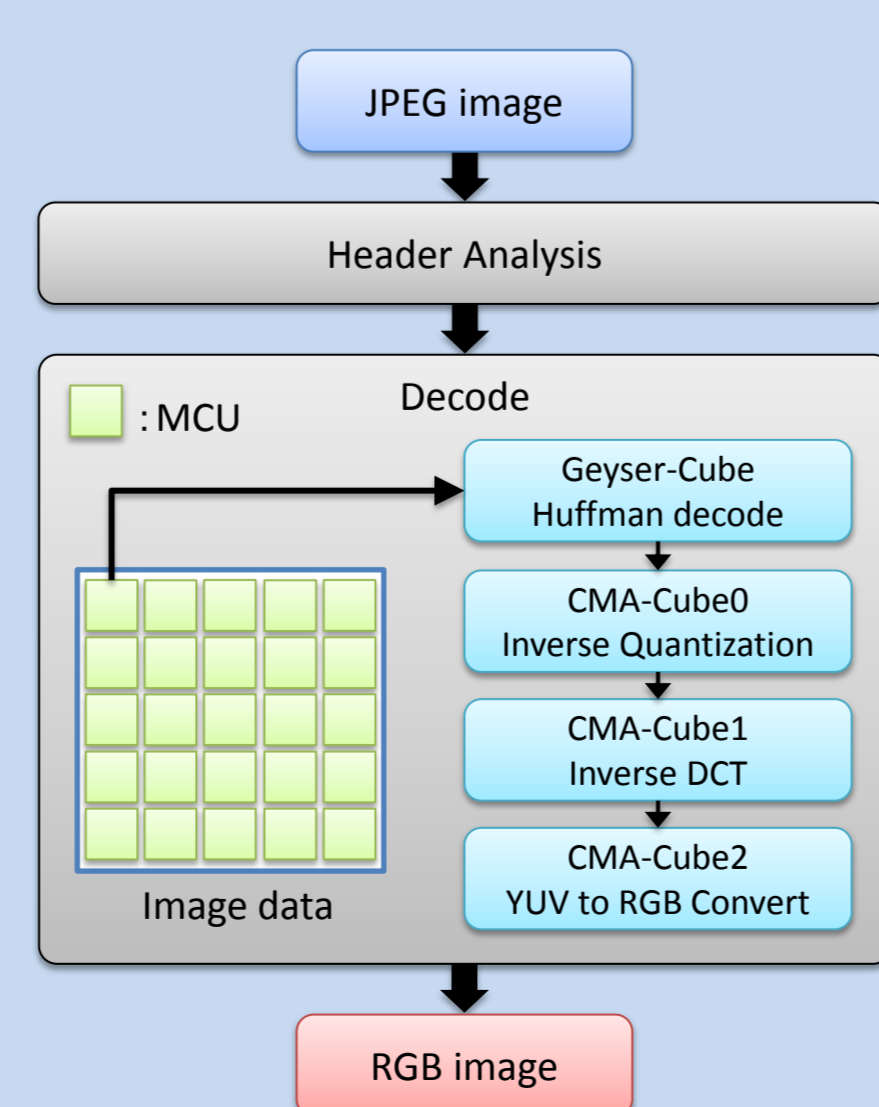 JPEG image
Header Analysis
Decode
: MCU
Geyser-Cube
Huffman decode
CMA-Cube0
Inverse Quantization
CMA-Cube1
Inverse DCT
CMA-Cube2
YUV to RGB Convert
Image data
RGB image